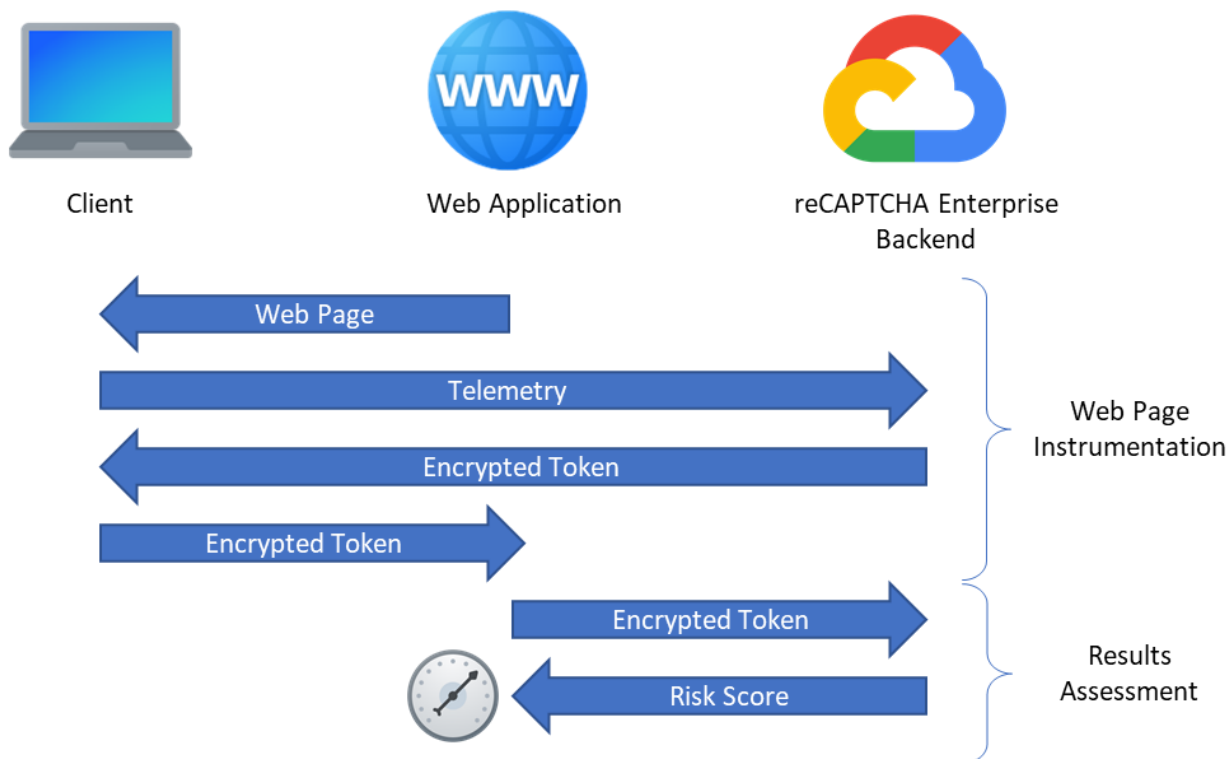 WWW
Client
Web Application
reCAPTCHA Enterprise
Backend
Web Page
Telemetry
Encrypted Token
Encrypted Token
Web Page
Instrumentation
Encrypted Token
Risk Score
Results
Assessment